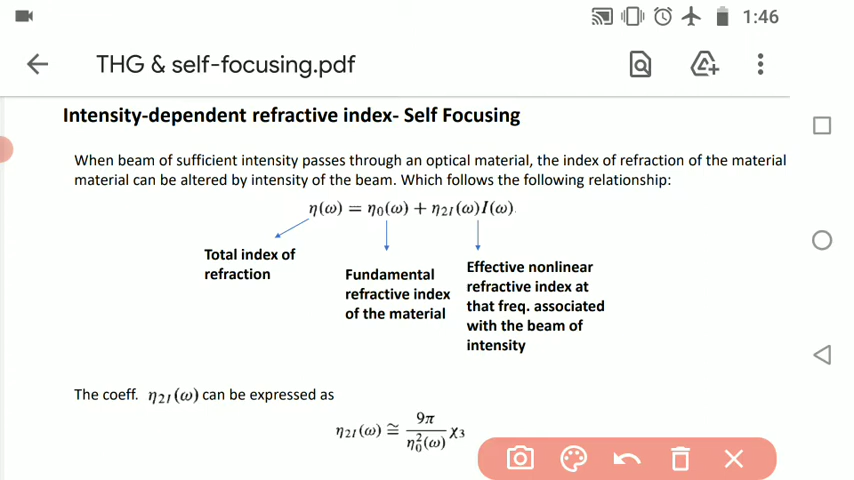 1:46
THG & self-focusing.pdf
Intensity-dependent refractive index- Self Focusing
When beam of sufficient intensity passes through an optical material, the index of refraction of the material
material can be altered by intensity of the beam. Which follows the following relationship:
η(ω) = η₀(ω) + η₂I(ω)I(ω)
Total index of
refraction
Fundamental
refractive index
of the material
Effective nonlinear
refractive index at
that freq. associated
with the beam of
intensity
The coeff. η₂I(ω) can be expressed as
η₂I(ω) ≅ 9π / η₀²(ω) χ₃